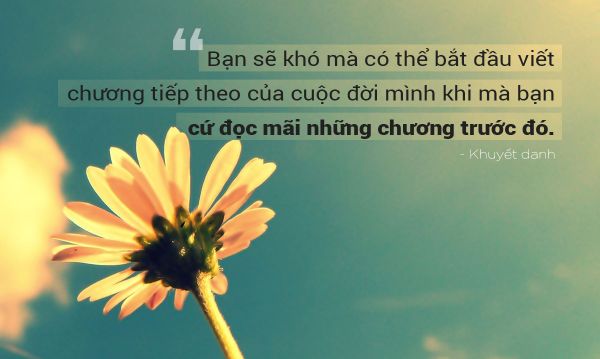 “
Bạn sẽ khó mà có thể bắt đầu viết
chương tiếp theo của cuộc đời mình khi mà bạn
cứ đọc mãi những chương trước đó.
- Khuyết danh